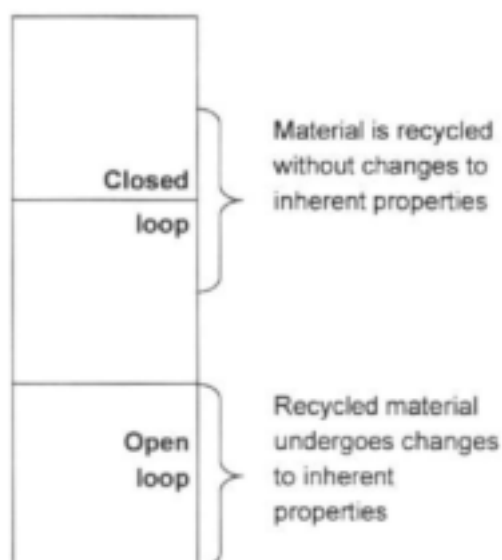 Closed
loop
Material is recycled
without changes to
inherent properties
Open
loop
Recycled material
undergoes changes
to inherent
properties